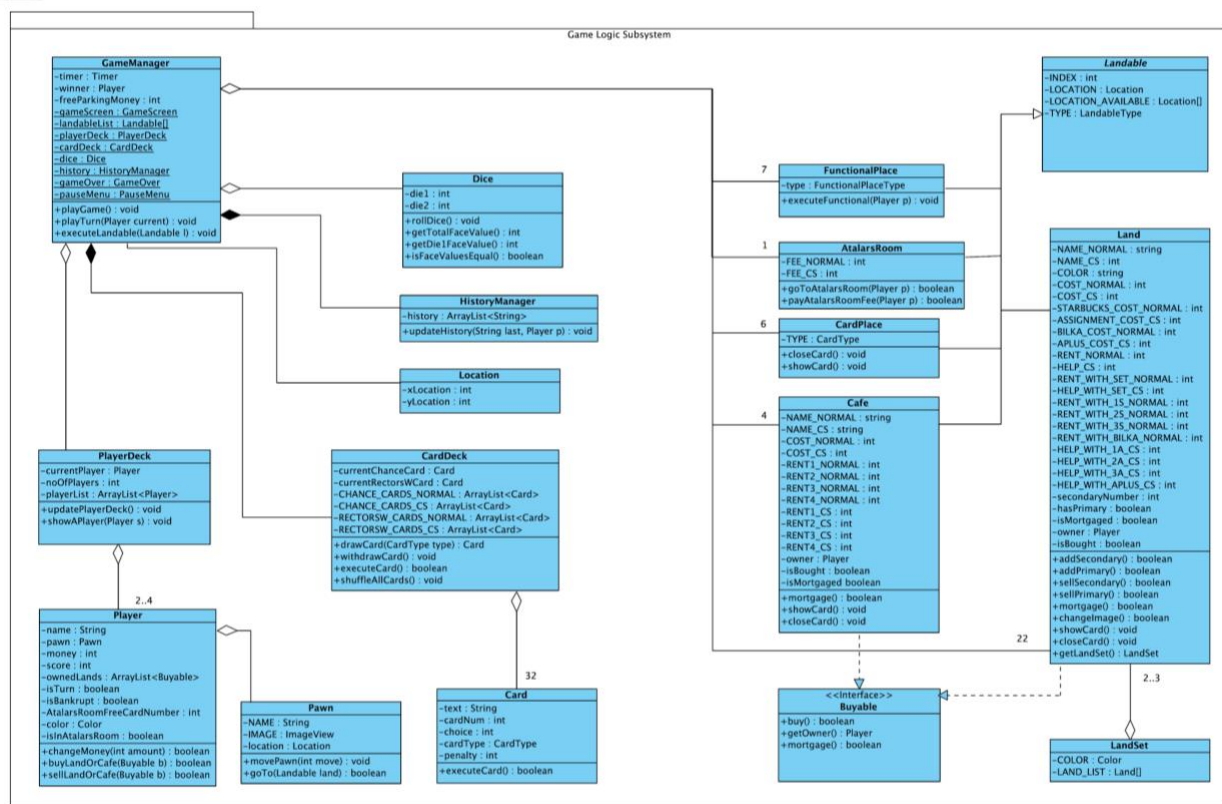 Game Logic Subsystem
GameManager
-timer : Timer
-winner : Player
-freeParkingMoney : int
-gameScreen : GameScreen
-landableList : Landable[]
-playerDeck : PlayerDeck
-cardDeck : CardDeck
-dice : Dice
-history : HistoryManager
-gameOver : GameOver
-pauseMenu : PauseMenu
+playGame() : void
+playTurn(Player current) : void
+executeLandable(Landable l) : void
Landable
-INDEX : int
-LOCATION : Location
-LOCATION_AVAILABLE : Location[]
-TYPE : LandableType
Dice
-die1 : int
-die2 : int
+rollDice() : void
+getTotalFaceValue() : int
+getDie1FaceValue() : int
+isFaceValuesEqual() : boolean
7
FunctionalPlace
-type : FunctionalPlaceType
+executeFunctional(Player p) : void
1
AtalarsRoom
-FEE_NORMAL : int
-FEE_CS : int
+goToAtalarsRoom(Player p) : boolean
+payAtalarsRoomFee(Player p) : boolean
HistoryManager
-history : ArrayList<String>
+updateHistory(String last, Player p) : void
6
CardPlace
-TYPE : CardType
+closeCard() : void
+showCard() : void
Location
-xLocation : int
-yLocation : int
4
Cafe
-NAME_NORMAL : string
-NAME_CS : string
-COST_NORMAL : int
-COST_CS : int
-RENT1_NORMAL : int
-RENT2_NORMAL : int
-RENT3_NORMAL : int
-RENT4_NORMAL : int
-RENT1_CS : int
-RENT2_CS : int
-RENT3_CS : int
-RENT4_CS : int
-owner : Player
-isBought : boolean
-isMortgaged boolean
+mortgage() : boolean
+showCard() : void
+closeCard() : void
Land
-NAME_NORMAL : string
-NAME_CS : int
-COLOR : string
-COST_NORMAL : int
-COST_CS : int
-STARBUCKS_COST_NORMAL : int
-ASSIGNMENT_COST_CS : int
-BILKA_COST_NORMAL : int
-APLUS_COST_CS : int
-RENT_NORMAL : int
-HELP_CS : int
-RENT_WITH_SET_NORMAL : int
-HELP_WITH_SET_CS : int
-RENT_WITH_1S_NORMAL : int
-RENT_WITH_2S_NORMAL : int
-RENT_WITH_3S_NORMAL : int
-RENT_WITH_BILKA_NORMAL : int
-HELP_WITH_1A_CS : int
-HELP_WITH_2A_CS : int
-HELP_WITH_3A_CS : int
-HELP_WITH_APLUS_CS : int
-secondaryNumber : int
-hasPrimary : boolean
-isMortgaged : boolean
-owner : Player
-isBought : boolean
+addSecondary() : boolean
+addPrimary() : boolean
+sellSecondary() : boolean
+sellPrimary() : boolean
+mortgage() : boolean
+changeImage() : boolean
+showCard() : void
+closeCard() : void
+getLandSet() : LandSet
22
2..3
PlayerDeck
-currentPlayer : Player
-noOfPlayers : int
-playerList : ArrayList<Player>
+updatePlayerDeck() : void
+showAPlayer(Player s) : void
CardDeck
-currentChanceCard : Card
-currentRectorsWCard : Card
-CHANCE_CARDS_NORMAL : ArrayList<Card>
-CHANCE_CARDS_CS : ArrayList<Card>
-RECTORSW_CARDS_NORMAL : ArrayList<Card>
-RECTORSW_CARDS_CS : ArrayList<Card>
+drawCard(CardType type) : Card
+withdrawCard() : void
+executeCard() : boolean
+shuffleAllCards() : void
2..4
Player
-name : String
-pawn : Pawn
-money : int
-score : int
-ownedLands : ArrayList<Buyable>
-isTurn : boolean
-isBankrupt : boolean
-AtalarsRoomFreeCardNumber : int
-color : Color
-isInAtalarsRoom : boolean
+changeMoney(int amount) : boolean
+buyLandOrCafe(Buyable b) : boolean
+sellLandOrCafe(Buyable b) : boolean
Pawn
-NAME : String
-IMAGE : ImageView
-location : Location
+movePawn(int move) : void
+goTo(Landable land) : boolean
32
Card
-text : String
-cardNum : int
-choice : int
-cardType : CardType
-penalty : int
+executeCard() : boolean
<<Interface>>
Buyable
+buy() : boolean
+getOwner() : Player
+mortgage() : boolean
LandSet
-COLOR : Color
-LAND_LIST : Land[]